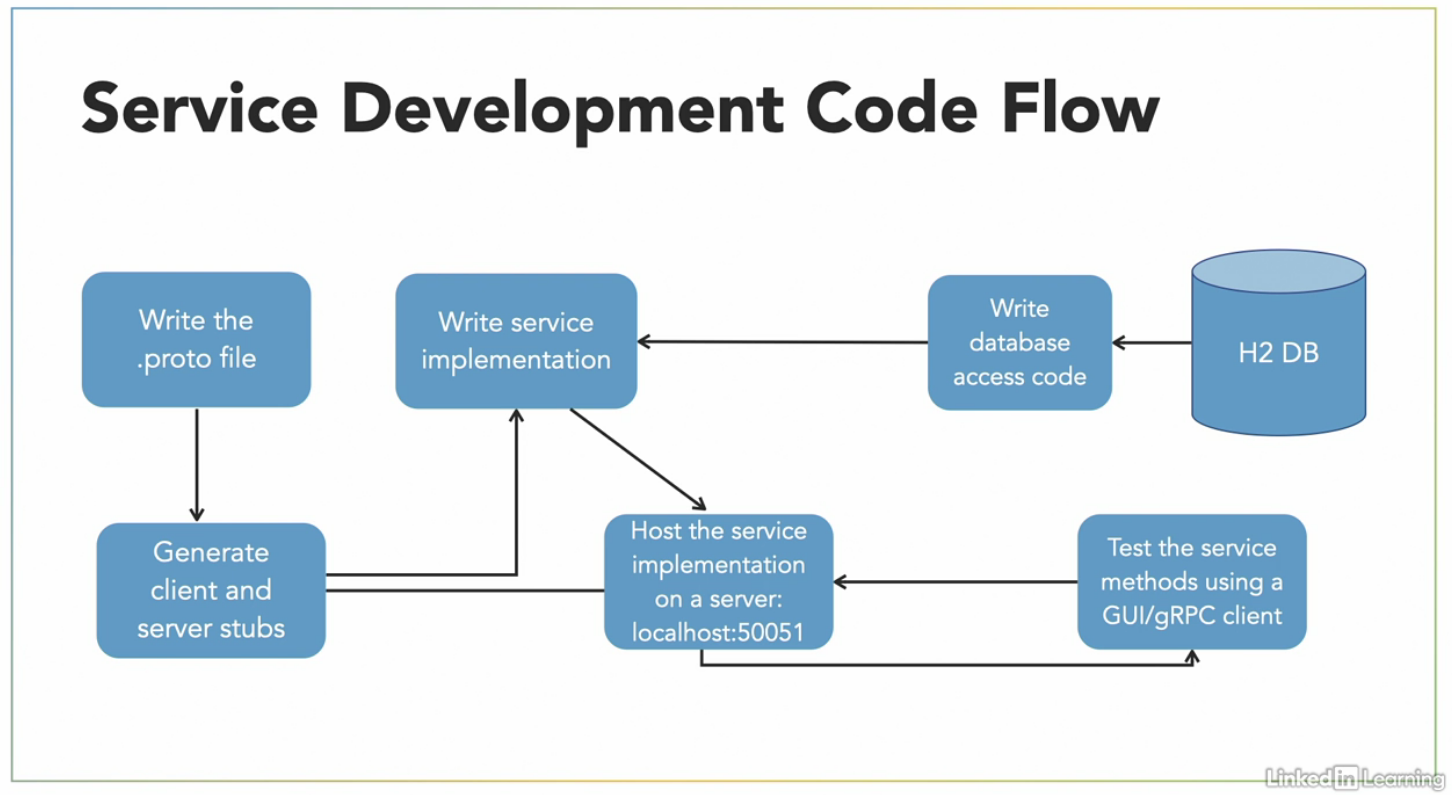 Service Development Code Flow
Write the
.proto file
Write service
implementation
Write
database
access code
H2 DB
Generate
client and
server stubs
Host the service
implementation
on a server:
localhost:50051
Test the service
methods using a
GUI/gRPC client
Linked in Learning